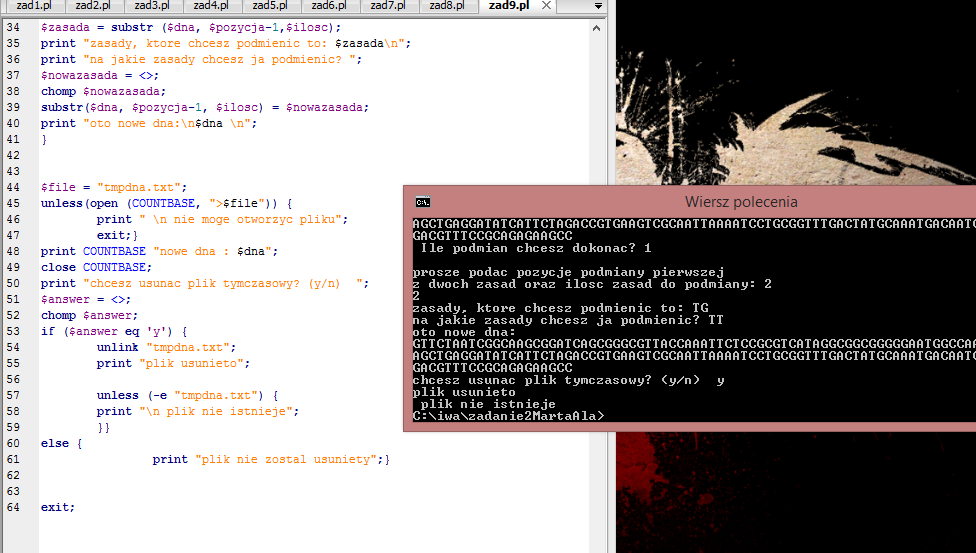 zad1.pl zad2.pl zad3.pl zad4.pl zad5.pl zad6.pl zad7.pl zad8.pl zad9.pl
34 $zasada = substr ($dna, $pozycja-1,$ilosc);
35 print "zasady, ktore chcesz podmienic to: $zasada\n";
36 print "na jakie zasady chcesz ja podmienic? ";
37 $nowazasada = <>;
38 chomp $nowazasada;
39 substr($dna, $pozycja-1, $ilosc) = $nowazasada;
40 print "oto nowe dna:\n$dna \n";
41 }
42
43
44 $file = "tmpdna.txt";
45 unless(open (COUNTBASE, ">$file")) {
46 print " \n nie moge otworzyc pliku";
47 exit;}
48 print COUNTBASE "nowe dna : $dna";
49 close COUNTBASE;
50 print "chcesz usunac plik tymczasowy? (y/n)  ";
51 $answer = <>;
52 chomp $answer;
53 if ($answer eq 'y') {
54 unlink "tmpdna.txt";
55 print "plik usunieto";
56
57 unless (-e "tmpdna.txt") {
58 print "\n plik nie istnieje";
59 }}
60 else {
61 print "plik nie zostal usuniety";}
62
63
64 exit;
Wiersz polecenia
AGCTGAGGATATCATTCTAGACCGTGAAGTCGCAATTAAAATCCTGCGGTTTGACTATGCAAATGACAATC
GACGTTTCCGCAGAGAAGCC
Ile podmian chcesz dokonac? 1
prosze podac pozycje podmiany pierwszej
z dwoch zasad oraz ilosc zasad do podmiany: 2
2
zasady, ktore chcesz podmienic to: TG
na jakie zasady chcesz ja podmienic? TT
oto nowe dna:
GTTCTAATCGGCAAGCGGATCAGCGGGCGTTACCAAATTCTCCGCGTCATAGGCGGCGGGGGAATGGCCAA
AGCTGAGGATATCATTCTAGACCGTGAAGTCGCAATTAAAATCCTGCGGTTTGACTATGCAAATGACAATC
GACGTTTCCGCAGAGAAGCC
chcesz usunac plik tymczasowy? (y/n)  y
plik usunieto
plik nie istnieje
C:\iwa\zadanie2MartaAla>